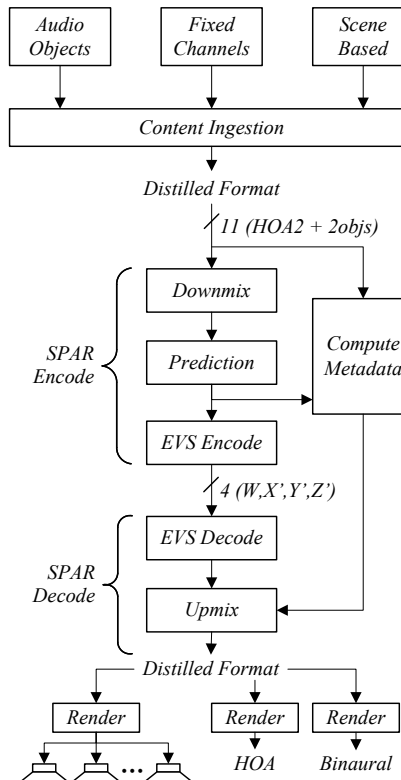 Audio
Objects
Fixed
Channels
Scene
Based
Content Ingestion
Distilled Format
11 (HOA2 + 2objs)
Downmix
SPAR
Encode
Prediction
Compute
Metadata
EVS Encode
4 (W,X’,Y’,Z’)
EVS Decode
SPAR
Decode
Upmix
Distilled Format
Render
Render
Render
HOA
Binaural